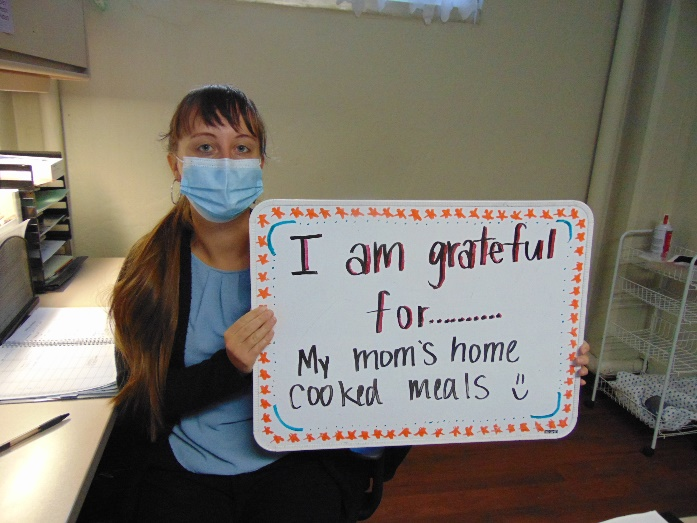 I am grateful
for..........
My mom's home
cooked meals :)